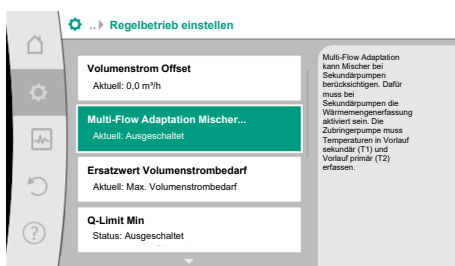 ..▸ Regelbetrieb einstellen
Volumenstrom Offset
Aktuell: 0,0 m³/h
Multi-Flow Adaptation Mischer...
Aktuell: Ausgeschaltet
Ersatzwert Volumenstrombedarf
Aktuell: Max. Volumenstrombedarf
Q-Limit Min
Status: Ausgeschaltet
Multi-Flow Adaptation
kann Mischer bei
Sekundärpumpen
berücksichtigen. Dafür
muss bei
Sekundärpumpen die
Wärmemengenerfassung
aktiviert sein. Die
Zubringerpumpe muss
Temperaturen in Vorlauf
sekundär (T1) und
Vorlauf primär (T2)
erfassen.